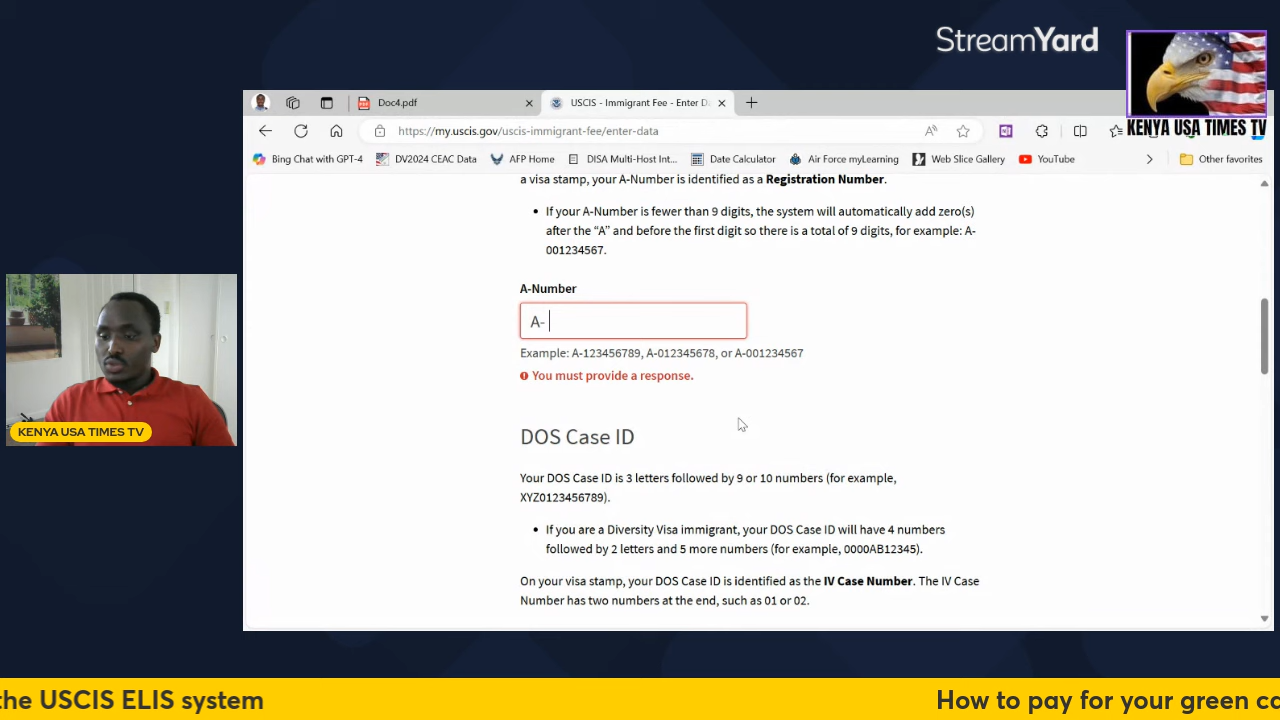 StreamYard
KENYA USA TIMES TV
Doc4.pdf
USCIS - Immigrant Fee - Enter D
https://my.uscis.gov/uscis-immigrant-fee/enter-data
Bing Chat with GPT-4
DV2024 CEAC Data
AFP Home
DISA Multi-Host Int...
Date Calculator
Air Force myLearning
Web Slice Gallery
YouTube
Other favorites
a visa stamp, your A-Number is identified as a Registration Number.
• If your A-Number is fewer than 9 digits, the system will automatically add zero(s)
after the “A” and before the first digit so there is a total of 9 digits, for example: A-
001234567.
A-Number
A-
Example: A-123456789, A-012345678, or A-001234567
You must provide a response.
DOS Case ID
Your DOS Case ID is 3 letters followed by 9 or 10 numbers (for example,
XYZ0123456789).
• If you are a Diversity Visa immigrant, your DOS Case ID will have 4 numbers
followed by 2 letters and 5 more numbers (for example, 0000AB12345).
On your visa stamp, your DOS Case ID is identified as the IV Case Number. The IV Case
Number has two numbers at the end, such as 01 or 02.
KENYA USA TIMES TV
the USCIS ELIS system
How to pay for your green ca